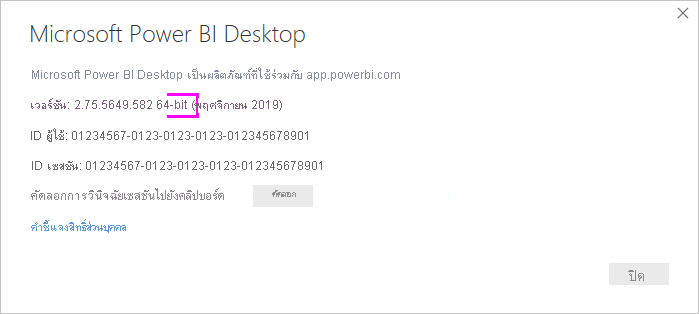 Microsoft Power BI Desktop
Microsoft Power BI Desktop เป็นผลิตภัณฑ์ที่ใช้ร่วมกับ app.powerbi.com
เวอร์ชัน: 2.75.5649.582 64-bit (พฤศจิกายน 2019)
ID ผู้ใช้: 01234567-0123-0123-0123-012345678901
ID เซสชัน: 01234567-0123-0123-0123-012345678901
คัดลอกการวินิจฉัยเซสชันไปยังคลิปบอร์ด คัดลอก
คำชี้แจงสิทธิ์ส่วนบุคคล
ปิด